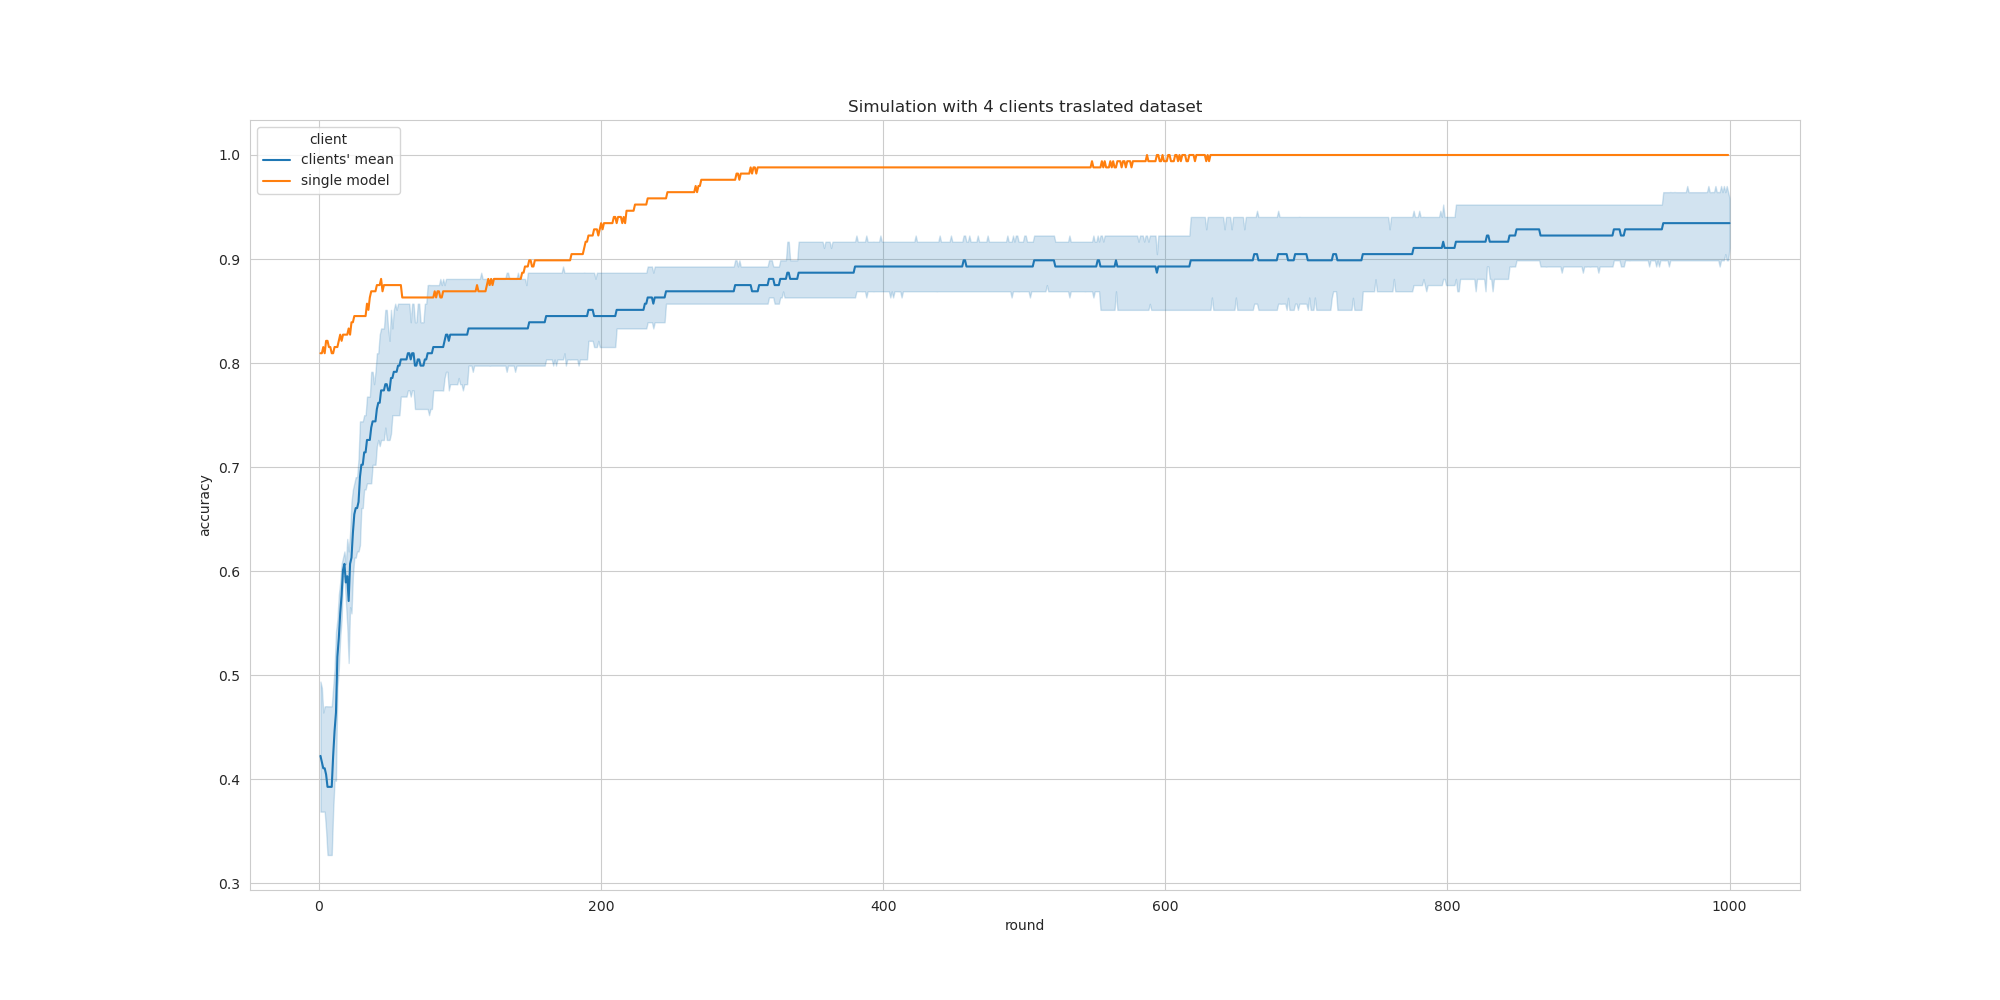 Simulation with 4 clients traslated dataset
client
clients' mean
single model
accuracy
1.0
0.9
0.8
0.7
0.6
0.5
0.4
0.3
0
200
400
600
800
1000
round